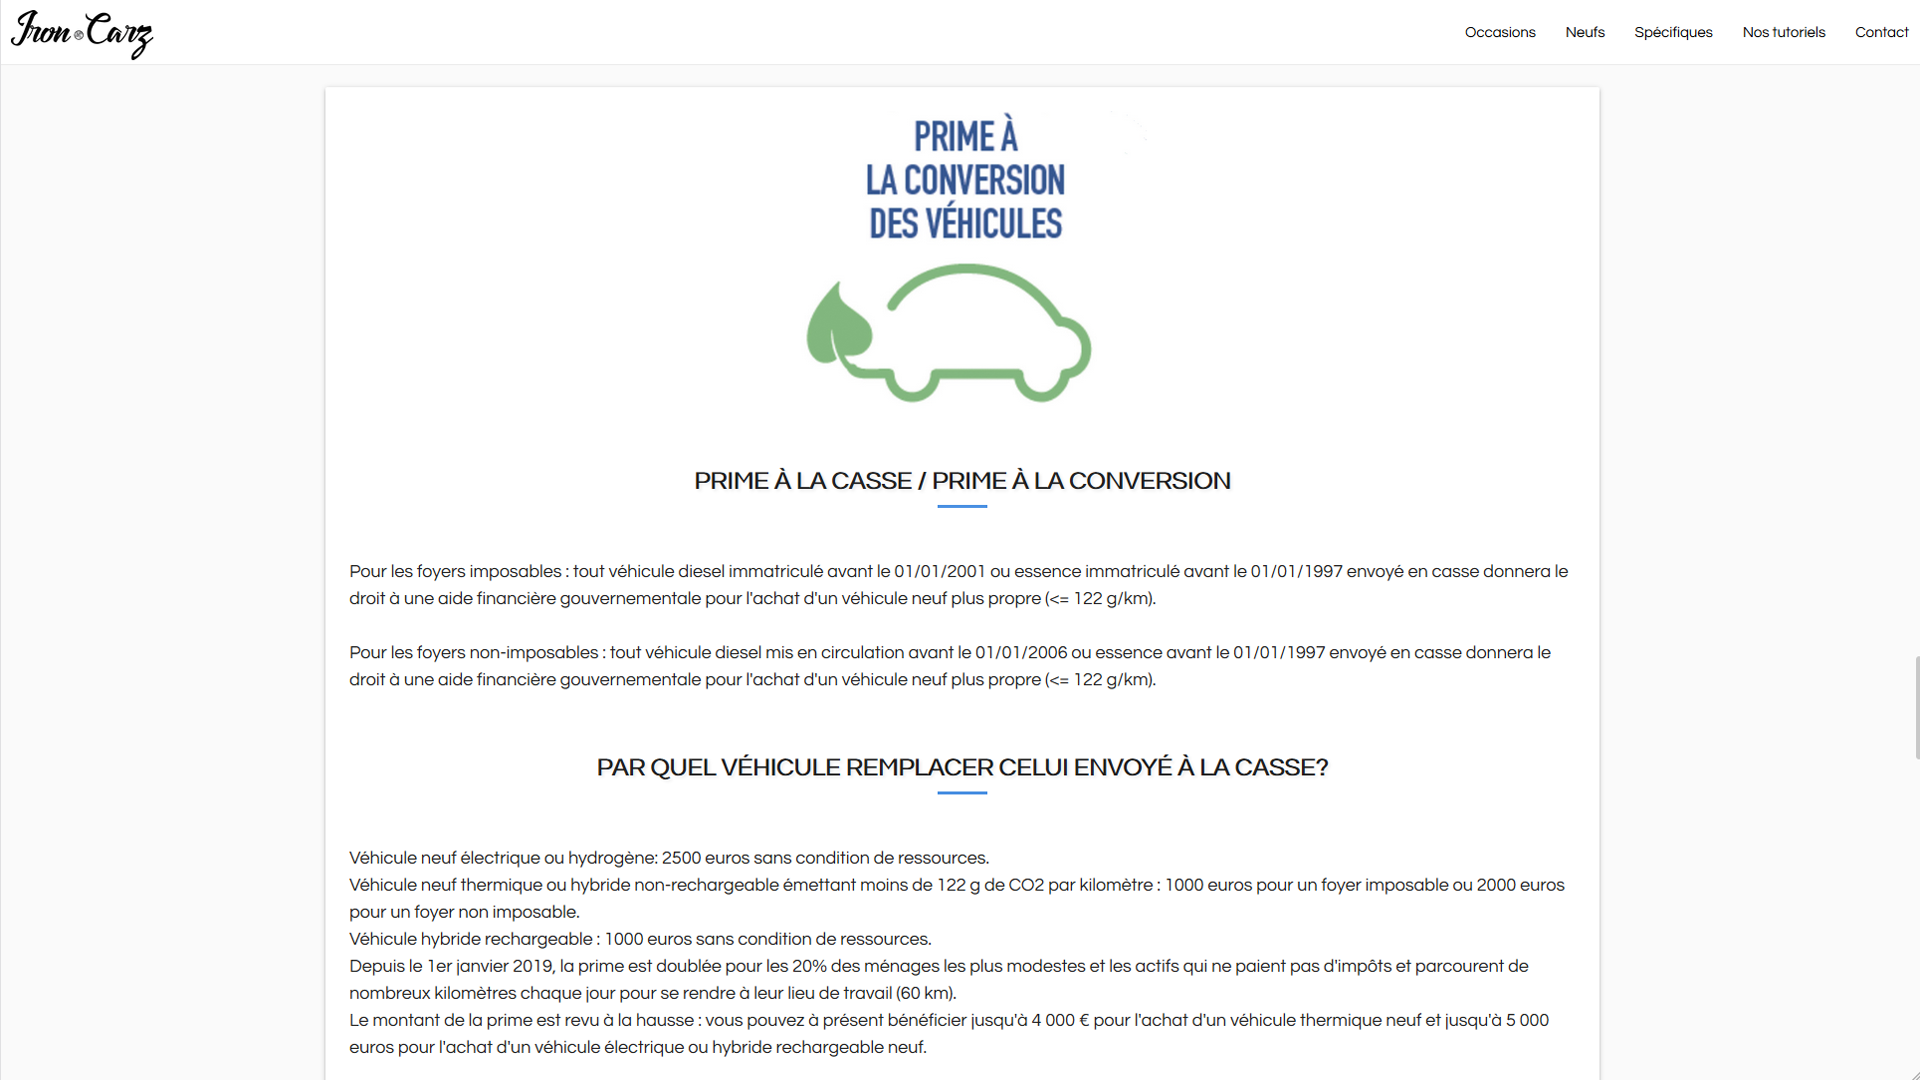 Iron Carz
Occasions
Neufs
Spécifiques
Nos tutoriels
Contact
PRIME À
LA CONVERSION
DES VÉHICULES
PRIME À LA CASSE / PRIME À LA CONVERSION
Pour les foyers imposables : tout véhicule diesel immatriculé avant le 01/01/2001 ou essence immatriculé avant le 01/01/1997 envoyé en casse donnera le
droit à une aide financière gouvernementale pour l'achat d'un véhicule neuf plus propre (<= 122 g/km).
Pour les foyers non-imposables : tout véhicule diesel mis en circulation avant le 01/01/2006 ou essence avant le 01/01/1997 envoyé en casse donnera le
droit à une aide financière gouvernementale pour l'achat d'un véhicule neuf plus propre (<= 122 g/km).
PAR QUEL VÉHICULE REMPLACER CELUI ENVOYÉ À LA CASSE?
Véhicule neuf électrique ou hydrogène: 2500 euros sans condition de ressources.
Véhicule neuf thermique ou hybride non-rechargeable émettant moins de 122 g de CO2 par kilomètre : 1000 euros pour un foyer imposable ou 2000 euros
pour un foyer non imposable.
Véhicule hybride rechargeable : 1000 euros sans condition de ressources.
Depuis le 1er janvier 2019, la prime est doublée pour les 20% des ménages les plus modestes et les actifs qui ne paient pas d'impôts et parcourent de
nombreux kilomètres chaque jour pour se rendre à leur lieu de travail (60 km).
Le montant de la prime est revu à la hausse : vous pouvez à présent bénéficier jusqu'à 4 000 € pour l'achat d'un véhicule thermique neuf et jusqu'à 5 000
euros pour l'achat d'un véhicule électrique ou hybride rechargeable neuf.